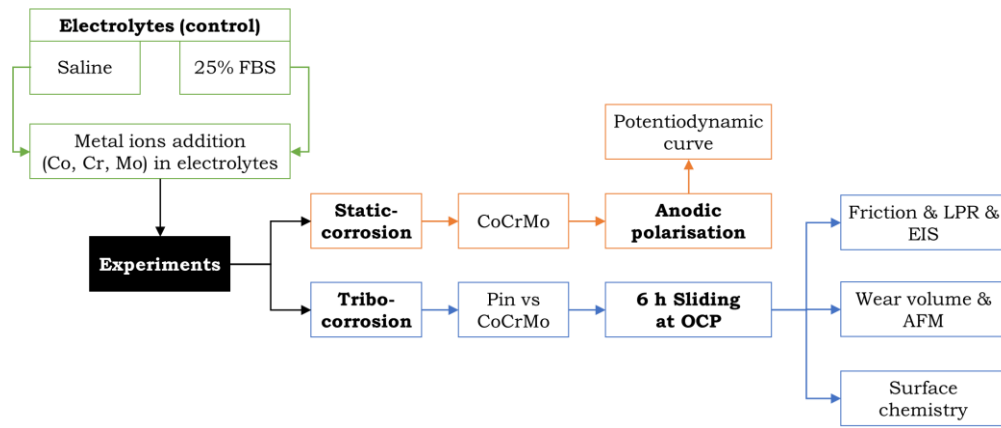 Electrolytes (control)
Saline
25% FBS
Metal ions addition
(Co, Cr, Mo) in electrolytes
Experiments
Static-
corrosion
CoCrMo
Anodic
polarisation
Potentiodynamic
curve
Tribo-
corrosion
Pin vs
CoCrMo
6 h Sliding
at OCP
Friction & LPR &
EIS
Wear volume &
AFM
Surface
chemistry